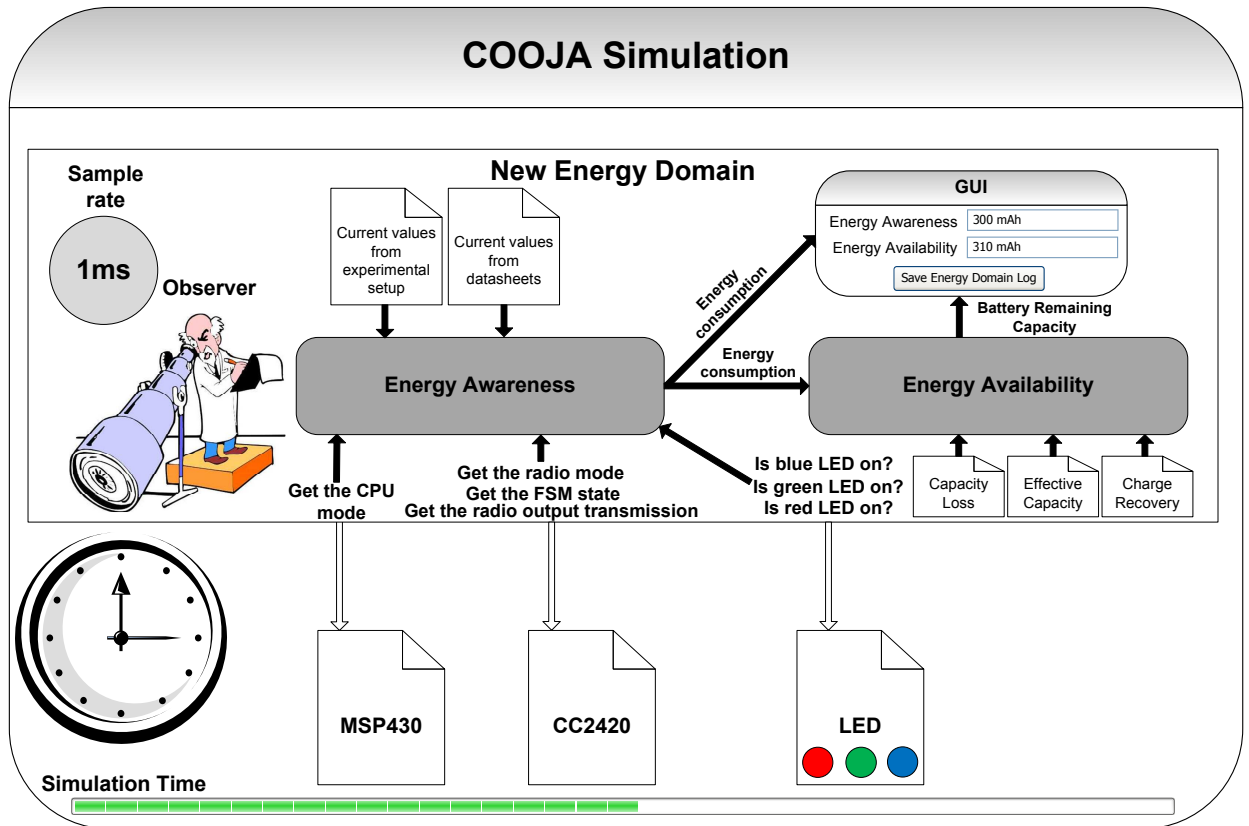 COOJA Simulation
New Energy Domain
Sample
rate
1ms
Observer
Current values
from
experimental
setup
Current values
from
datasheets
GUI
Energy Awareness 300 mAh
Energy Availability 310 mAh
Save Energy Domain Log
Energy
consumption
Battery Remaining
Capacity
Energy
consumption
Energy Awareness
Energy Availability
Get the CPU
mode
Get the radio mode
Get the FSM state
Get the radio output transmission
Is blue LED on?
Is green LED on?
Is red LED on?
Capacity
Loss
Effective
Capacity
Charge
Recovery
MSP430
CC2420
LED
Simulation Time